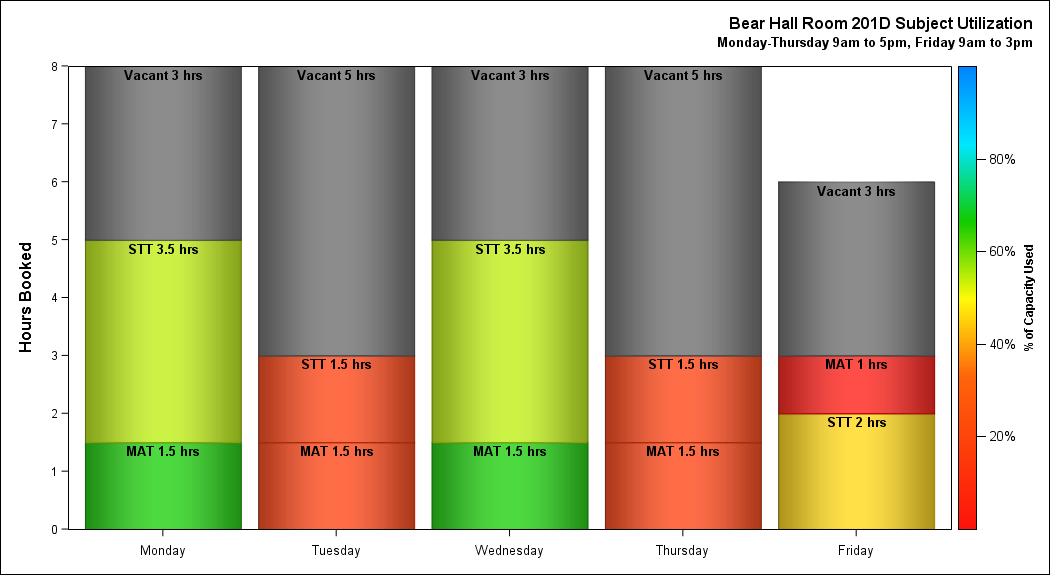 Bear Hall Room 201D Subject Utilization
Monday-Thursday 9am to 5pm, Friday 9am to 3pm
Hours Booked
8
7
6
5
4
3
2
1
0
Vacant 3 hrs
STT 3.5 hrs
MAT 1.5 hrs
Vacant 5 hrs
STT 1.5 hrs
MAT 1.5 hrs
Vacant 3 hrs
STT 3.5 hrs
MAT 1.5 hrs
Vacant 5 hrs
STT 1.5 hrs
MAT 1.5 hrs
Vacant 3 hrs
MAT 1 hrs
STT 2 hrs
Monday
Tuesday
Wednesday
Thursday
Friday
80%
60%
40%
20%
% of Capacity Used